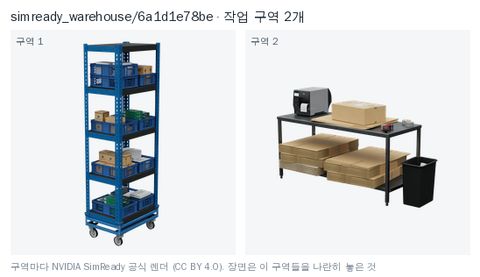 simready_warehouse/6a1d1e78be · 작업 구역 2개
구역 1
구역 2
구역마다 NVIDIA SimReady 공식 렌더 (CC BY 4.0). 장면은 이 구역들을 나란히 놓은 것